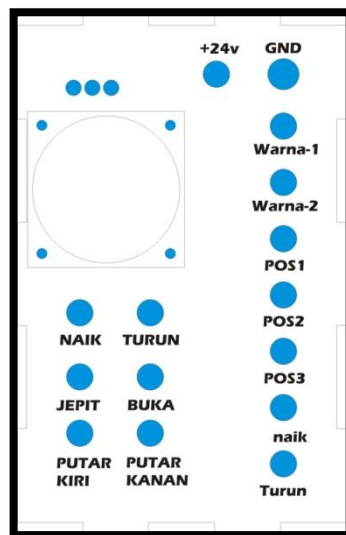 +24v GND
Warna-1
Warna-2
POS1
POS2
POS3
naik
Turun
NAIK TURUN
JEPIT BUKA
PUTAR KIRI
PUTAR KANAN